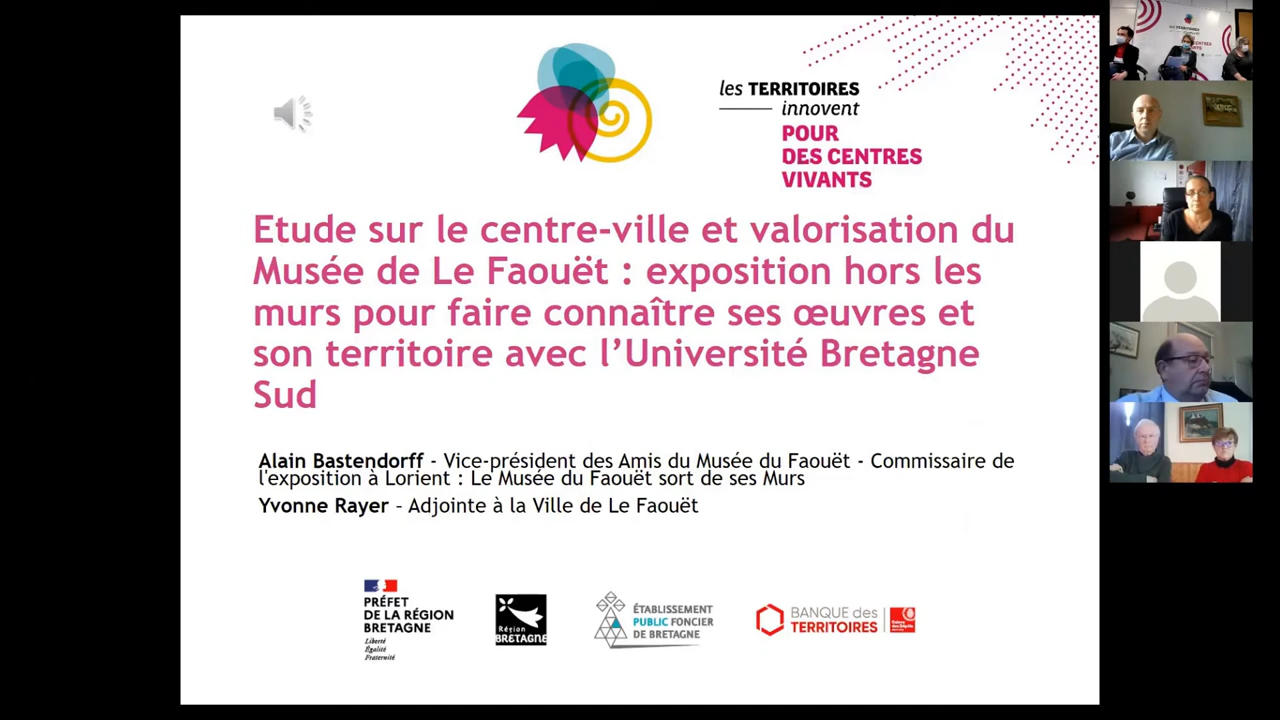 les TERRITOIRES
innovent
POUR
DES CENTRES
VIVANTS
Etude sur le centre-ville et valorisation du
Musée de Le Faouët : exposition hors les
murs pour faire connaître ses œuvres et
son territoire avec l’Université Bretagne
Sud
Alain Bastendorff - Vice-président des Amis du Musée du Faouët - Commissaire de
l'exposition à Lorient : Le Musée du Faouët sort de ses Murs
Yvonne Rayer – Adjointe à la Ville de Le Faouët
PRÉFET
DE LA RÉGION
BRETAGNE
Liberté
Égalité
Fraternité
Région
BRETAGNE
ÉTABLISSEMENT
PUBLIC FONCIER
DE BRETAGNE
BANQUE des
TERRITOIRES